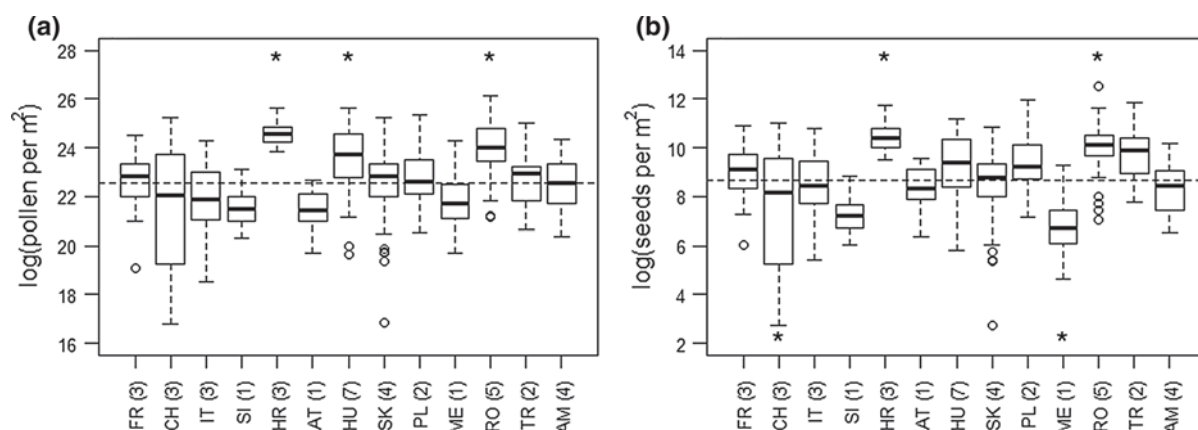 (a)
log(pollen per m²)
28
26
24
22
20
18
16
* * *
FR (3) CH (3) IT (3) SI (1) HR (3) AT (1) HU (7) SK (4) PL (2) ME (1) RO (5) TR (2) AM (4)
(b)
log(seeds per m²)
14
12
10
8
6
4
2
* *
* *
FR (3) CH (3) IT (3) SI (1) HR (3) AT (1) HU (7) SK (4) PL (2) ME (1) RO (5) TR (2) AM (4)